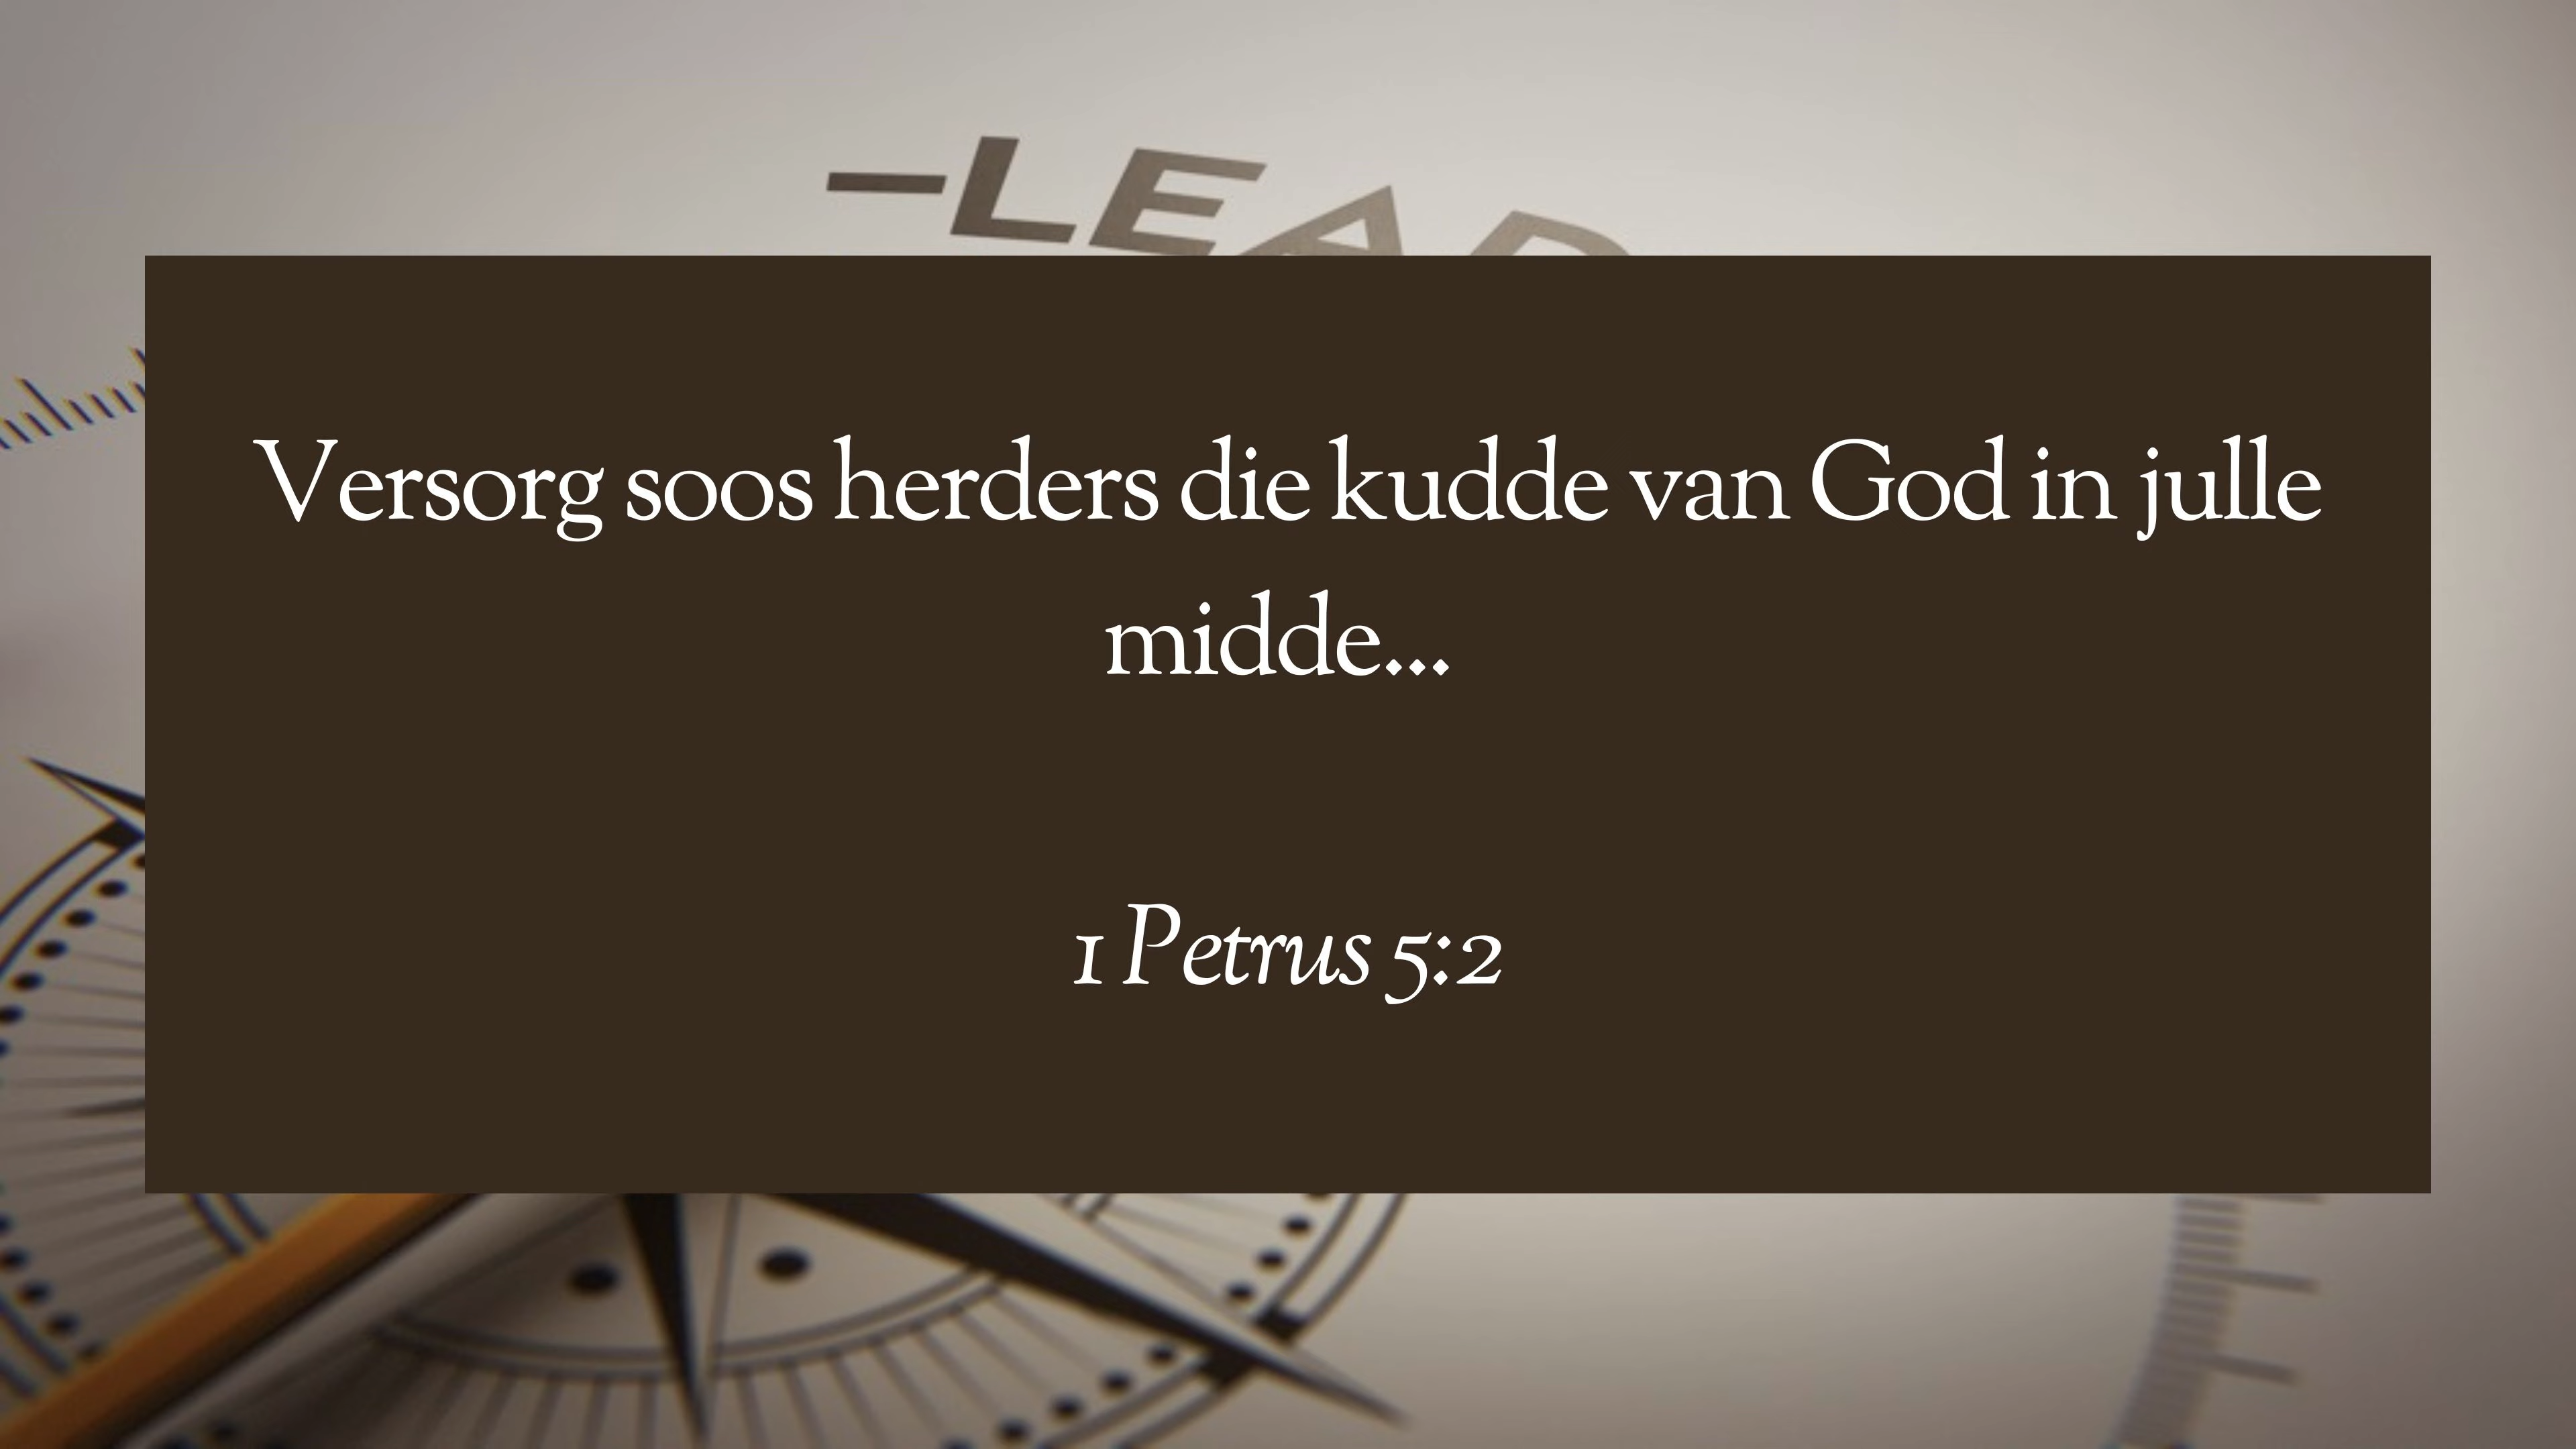 –LEAD
Versorg soos herders die kudde van God in julle
midde...
1 Petrus 5:2